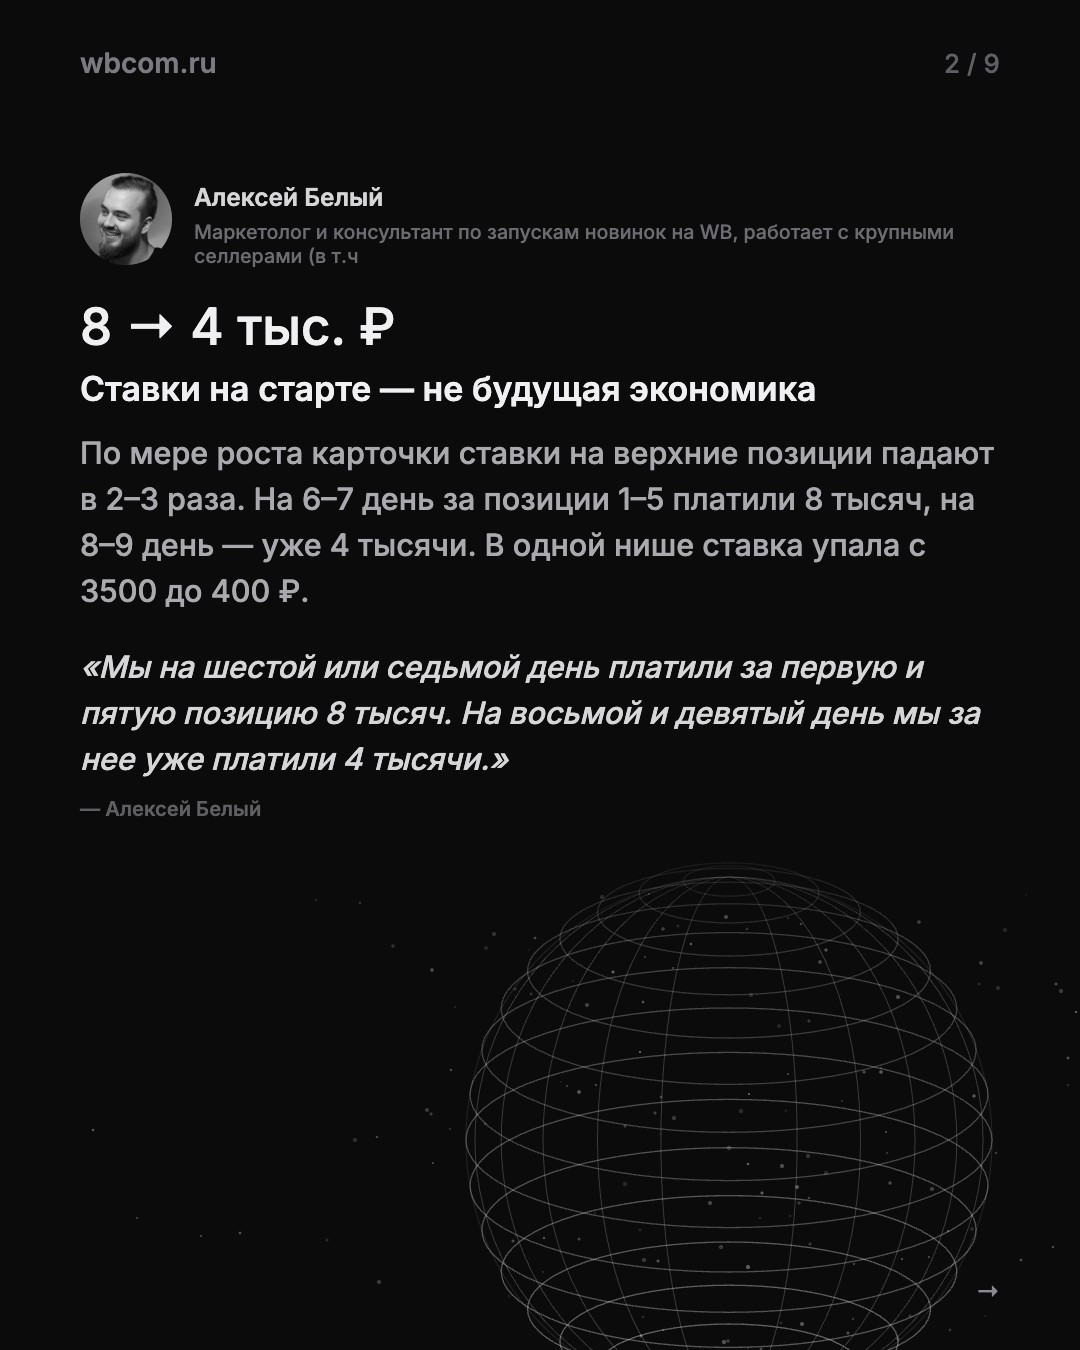 wbcom.ru
2 / 9
Алексей Белый
Маркетолог и консультант по запускам новинок на WB, работает с крупными
селлерами (в т.ч
8 → 4 тыс. ₽
Ставки на старте — не будущая экономика
По мере роста карточки ставки на верхние позиции падают
в 2–3 раза. На 6–7 день за позиции 1–5 платили 8 тысяч, на
8–9 день — уже 4 тысячи. В одной нише ставка упала с
3500 до 400 ₽.
«Мы на шестой или седьмой день платили за первую и
пятую позицию 8 тысяч. На восьмой и девятый день мы за
нее уже платили 4 тысячи.»
— Алексей Белый
→